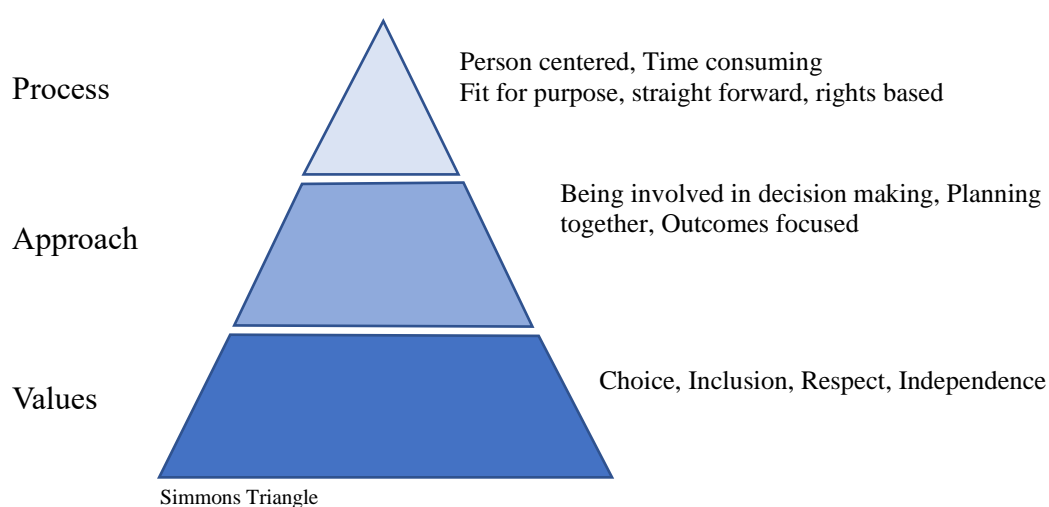 Process
Person centered, Time consuming
Fit for purpose, straight forward, rights based
Approach
Being involved in decision making, Planning
together, Outcomes focused
Values
Choice, Inclusion, Respect, Independence
Simmons Triangle